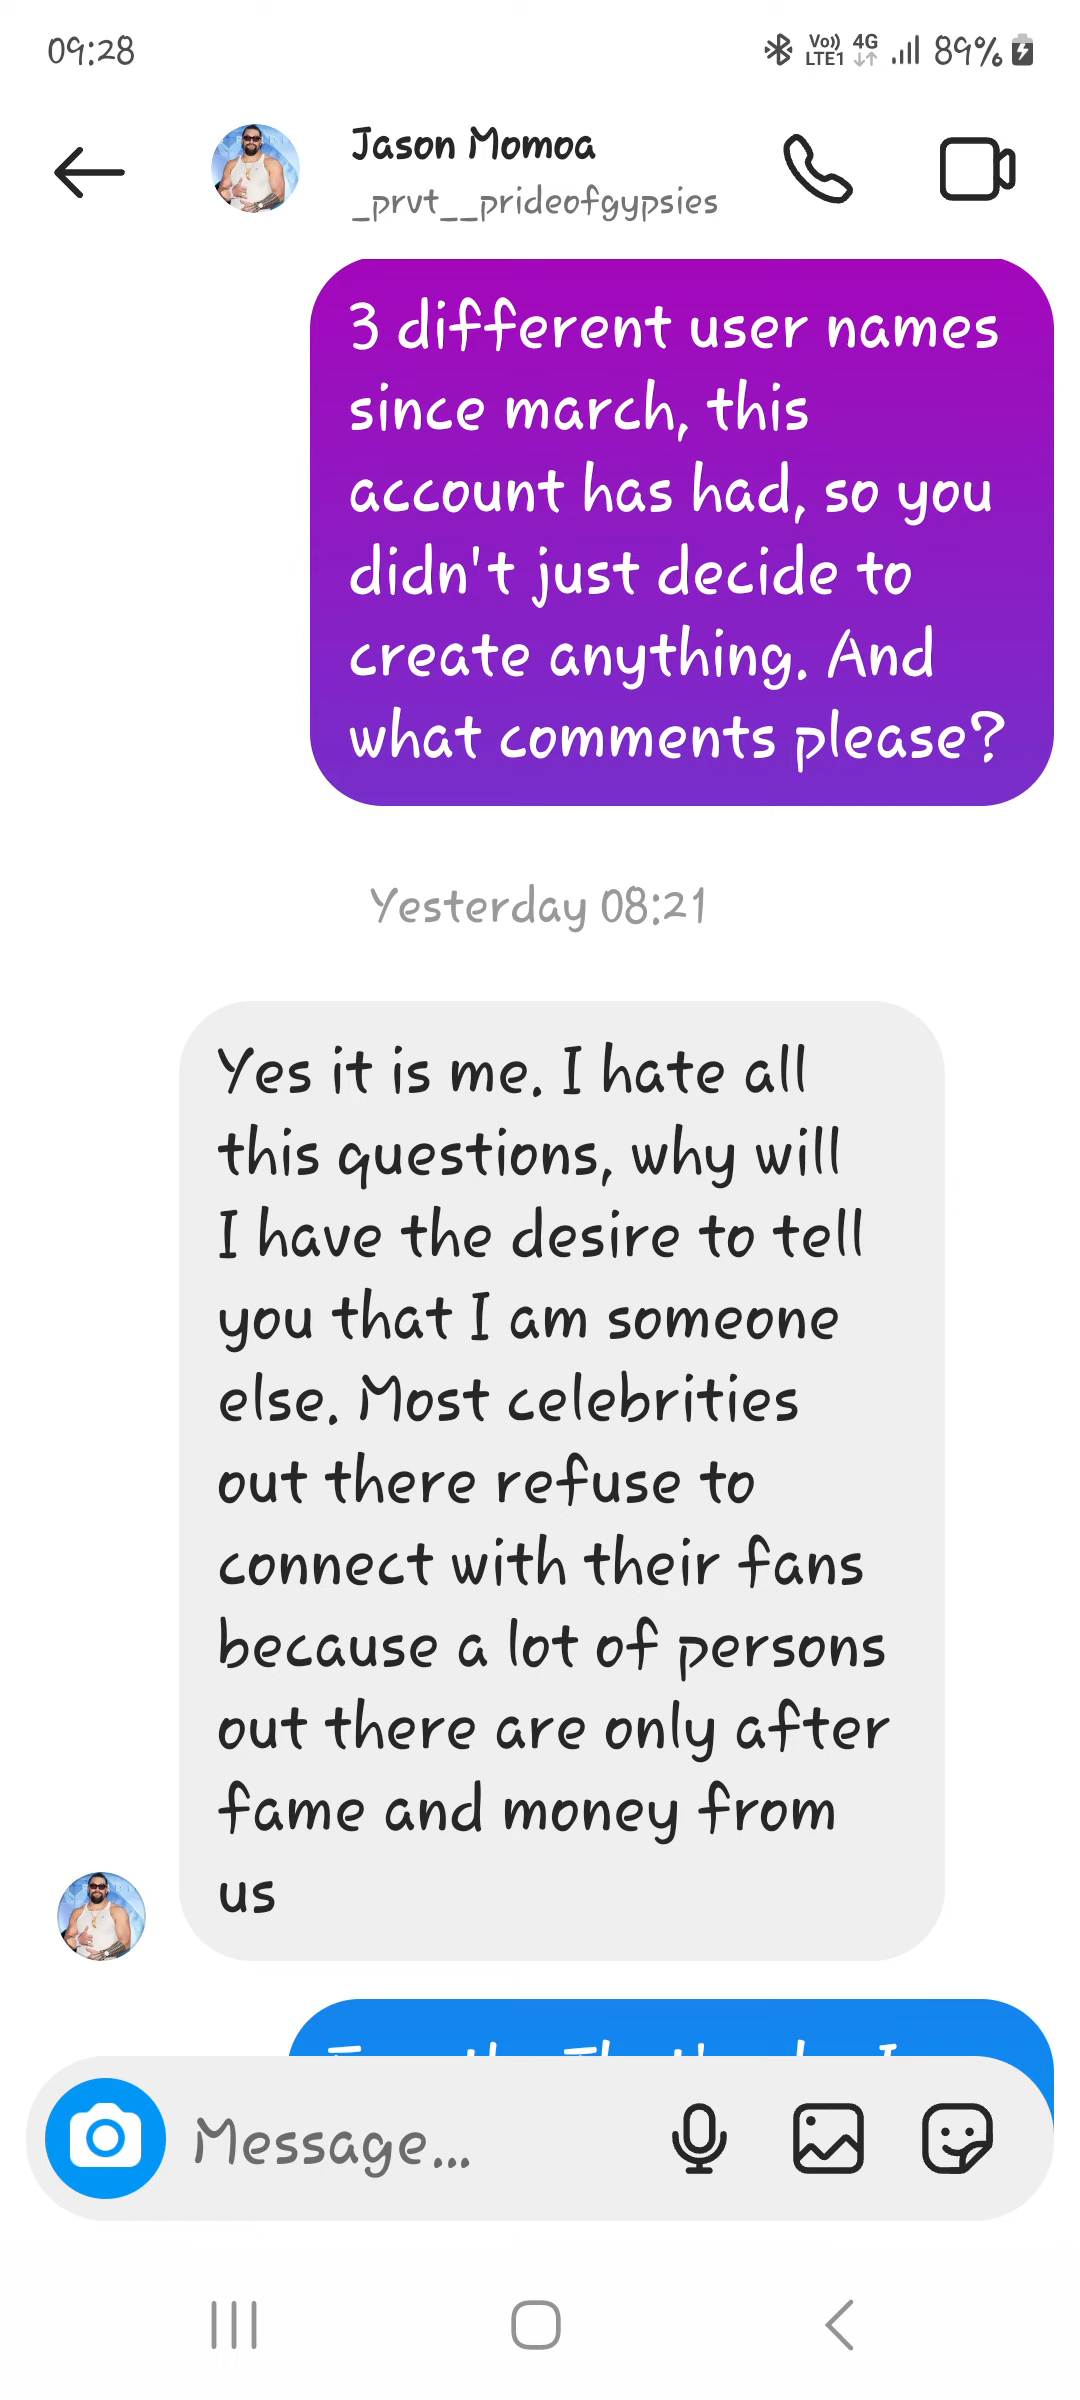 09:28
Vo)) LTE1 4G 89%
Jason Momoa
_prvt__prideofgypsies
3 different user names
since march, this
account has had, so you
didn't just decide to
create anything. And
what comments please?
Yesterday 08:21
Yes it is me. I hate all
this questions, why will
I have the desire to tell
you that I am someone
else. Most celebrities
out there refuse to
connect with their fans
because a lot of persons
out there are only after
fame and money from
us
Message...